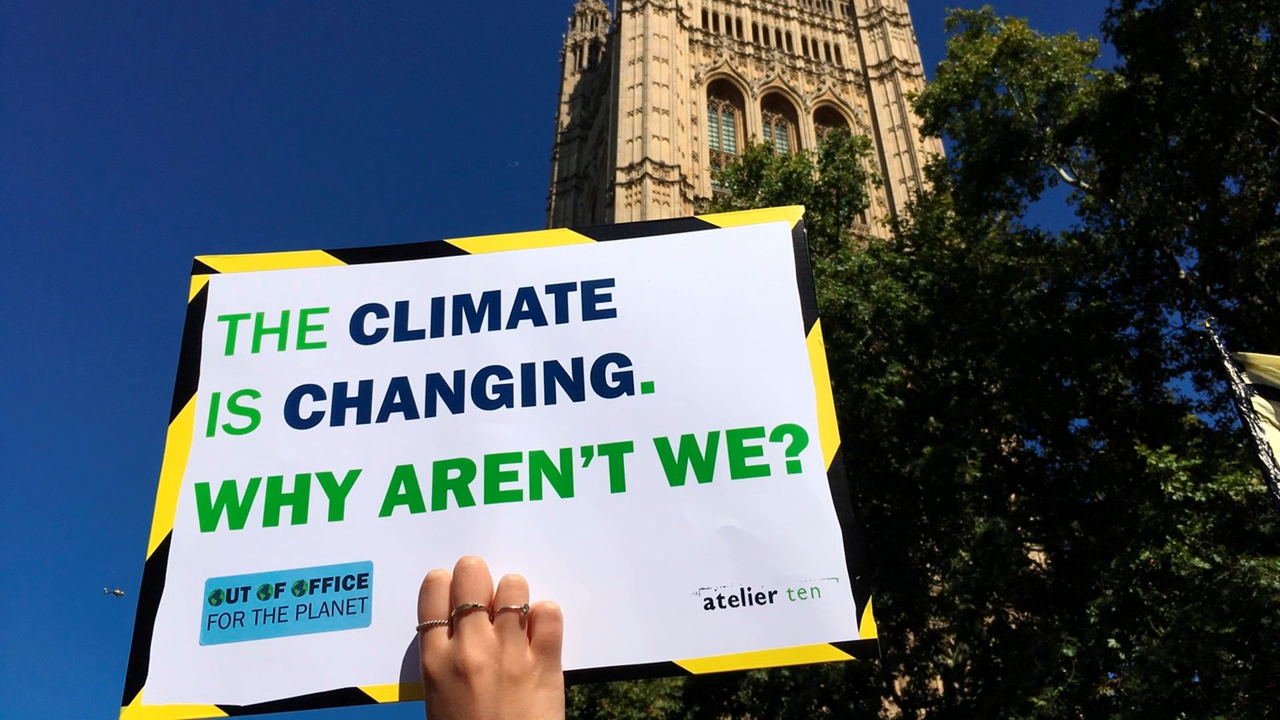 THE CLIMATE
IS CHANGING.
WHY AREN'T WE?
OUT OF OFFICE
FOR THE PLANET
atelier ten